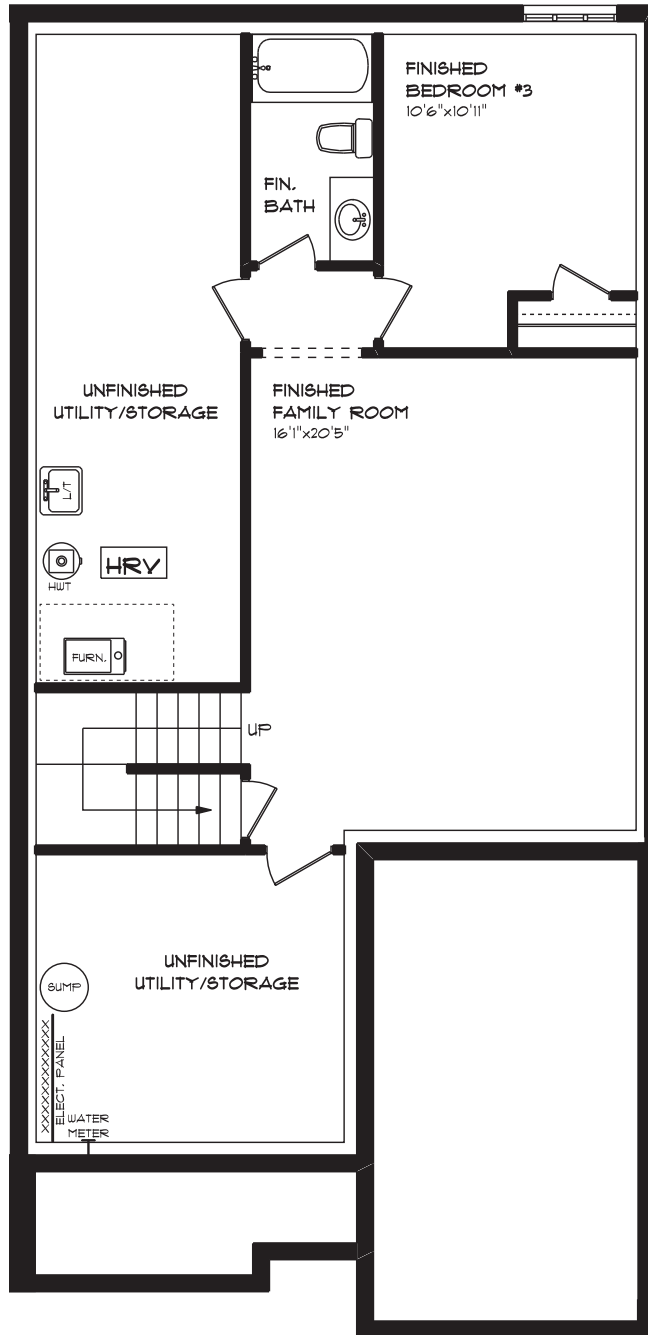 FINISHED
BEDROOM #3
10'6"x10'11"
FIN.
BATH
UNFINISHED
UTILITY/STORAGE
FINISHED
FAMILY ROOM
16'1"x20'5"
L/T
HRV
HWT
FURN.
UP
UNFINISHED
UTILITY/STORAGE
SUMP
ELECT. PANEL
WATER
METER